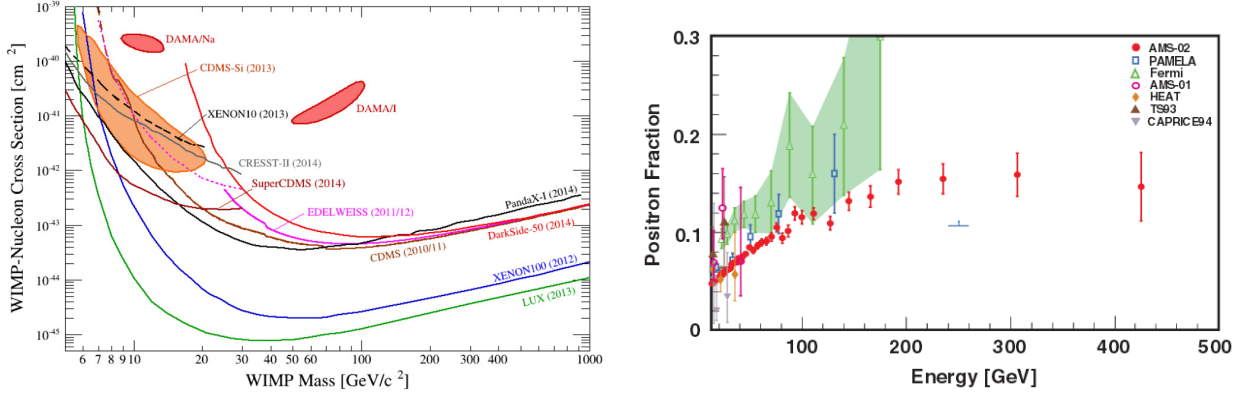 WIMP-Nucleon Cross Section [cm²]
10⁻³⁹
10⁻⁴⁰
10⁻⁴¹
10⁻⁴²
10⁻⁴³
10⁻⁴⁴
10⁻⁴⁵
DAMA/Na
CDMS-Si (2013)
DAMA/I
XENON10 (2013)
CRESST-II (2014)
SuperCDMS (2014)
PandaX-I (2014)
EDELWEISS (2011/12)
DarkSide-50 (2014)
CDMS (2010/11)
XENON100 (2012)
LUX (2013)
6 7 8 9 10 20 30 40 50 60 100 200 300 400 1000
WIMP Mass [GeV/c²]
Positron Fraction
0.3
0.2
0.1
0
AMS-02
PAMELA
Fermi
AMS-01
HEAT
TS93
CAPRICE94
100 200 300 400 500
Energy [GeV]